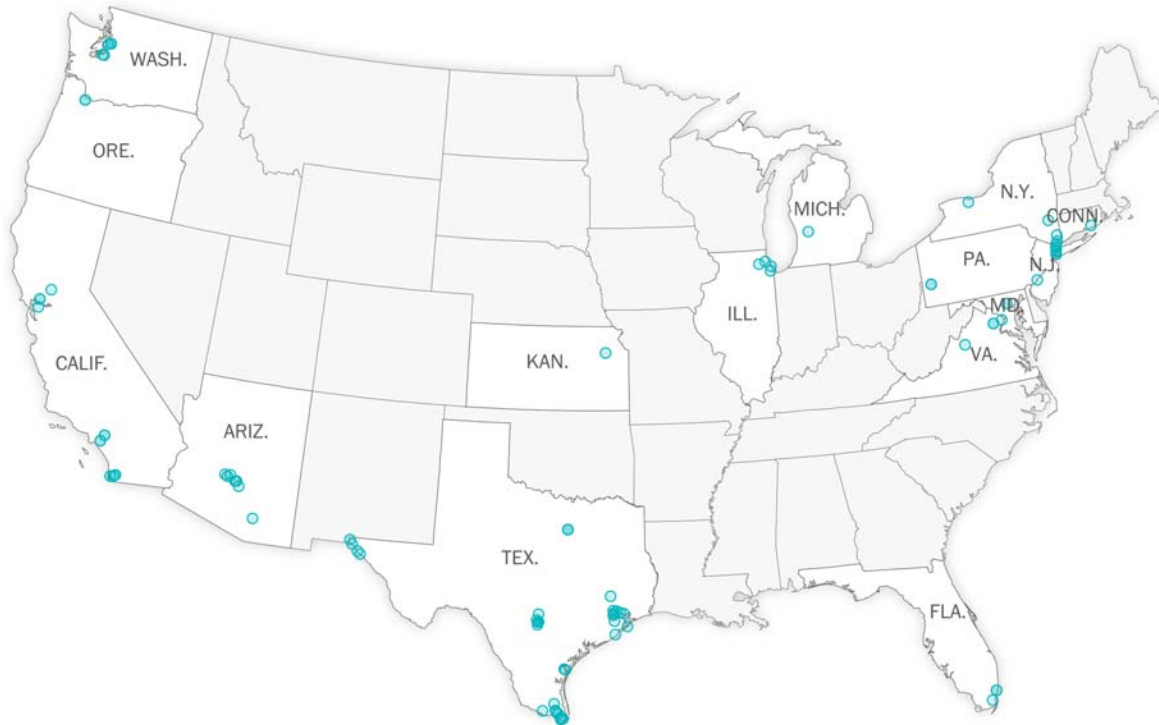 WASH.
ORE.
MICH.
N.Y.
CONN.
PA.
N.J.
ILL.
MD.
KAN.
VA.
CALIF.
ARIZ.
TEX.
FLA.